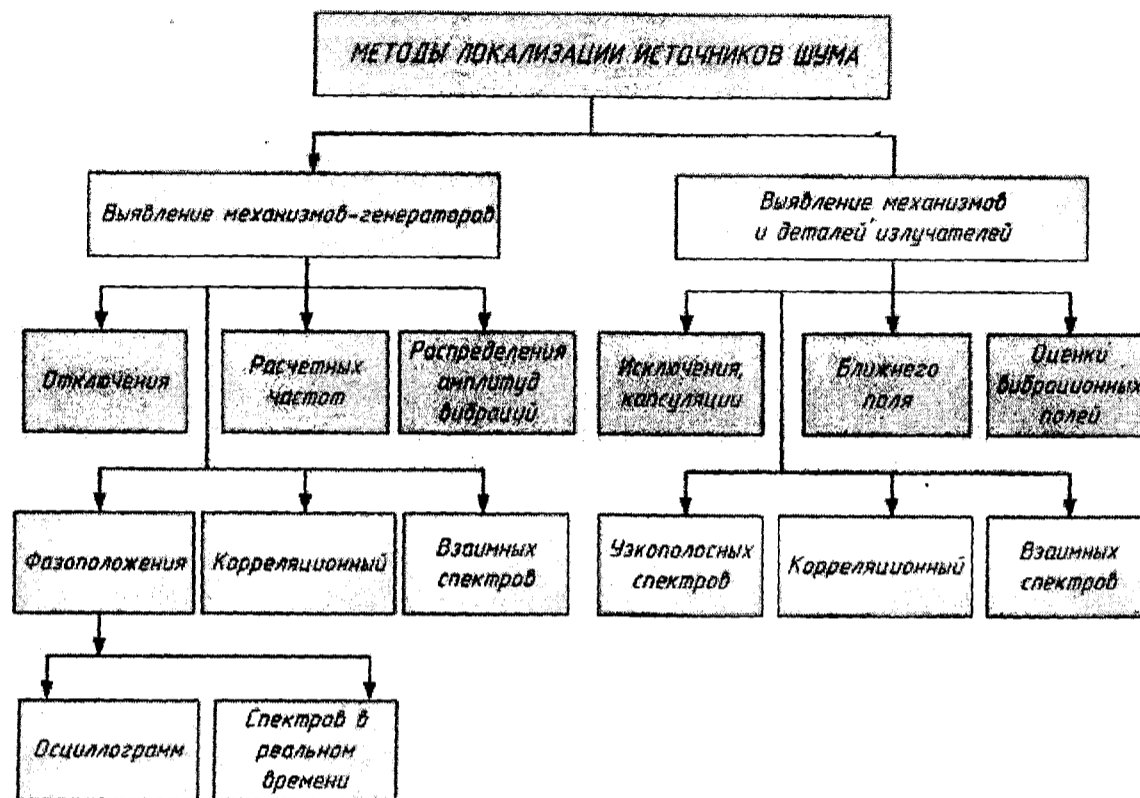 МЕТОДЫ ЛОКАЛИЗАЦИИ ИСТОЧНИКОВ ШУМА
Выявление механизмов-генераторов
Выявление механизмов
и деталей излучателей
Отключения
Расчетных
частот
Распределения
амплитуд
вибраций
Исключения,
капсуляции
Ближнего
поля
Оценки
вибрационных
полей
Фазоположения
Корреляционный
Взаимных
спектров
Узкополосных
спектров
Корреляционный
Взаимных
спектров
Осциллограмм
Спектров в
реальном
времени